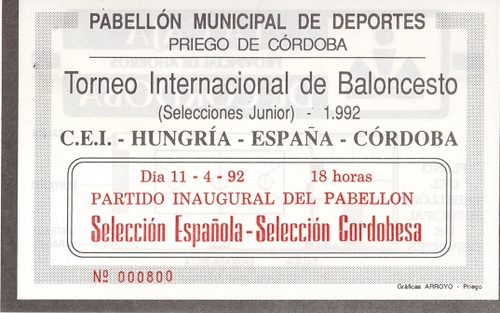 PABELLÓN MUNICIPAL DE DEPORTES
PRIEGO DE CÓRDOBA
Torneo Internacional de Baloncesto
(Selecciones Junior) - 1.992
C.E.I. - HUNGRÍA - ESPAÑA - CÓRDOBA
Día 11 - 4 - 92 18 horas
PARTIDO INAUGURAL DEL PABELLON
Selección Española - Selección Cordobesa
Nº 000800
Gráficas ARROYO - Priego